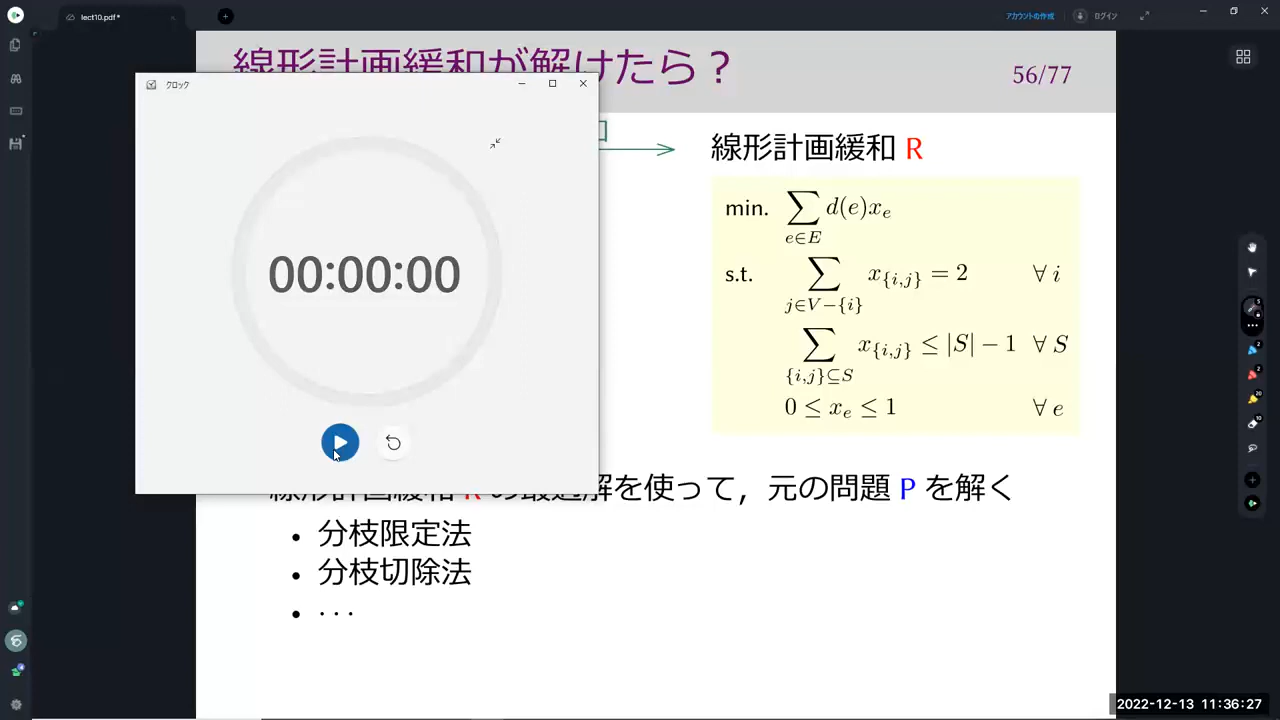 lect10.pdf*
アカウントの作成
ログイン
線形計画緩和が解けたら？
56/77
クロック
00:00:00
線形計画緩和 R
min. ∑ d(e)xₑ
e∈E
s.t. ∑ x{i,j} = 2 ∀ i
j∈V−{i}
∑ x{i,j} ≤ |S| − 1 ∀ S
{i,j}⊆S
0 ≤ xₑ ≤ 1 ∀ e
線形計画緩和 R の最適解を使って，元の問題 P を解く
• 分枝限定法
• 分枝切除法
• ···
2022-12-13 11:36:27